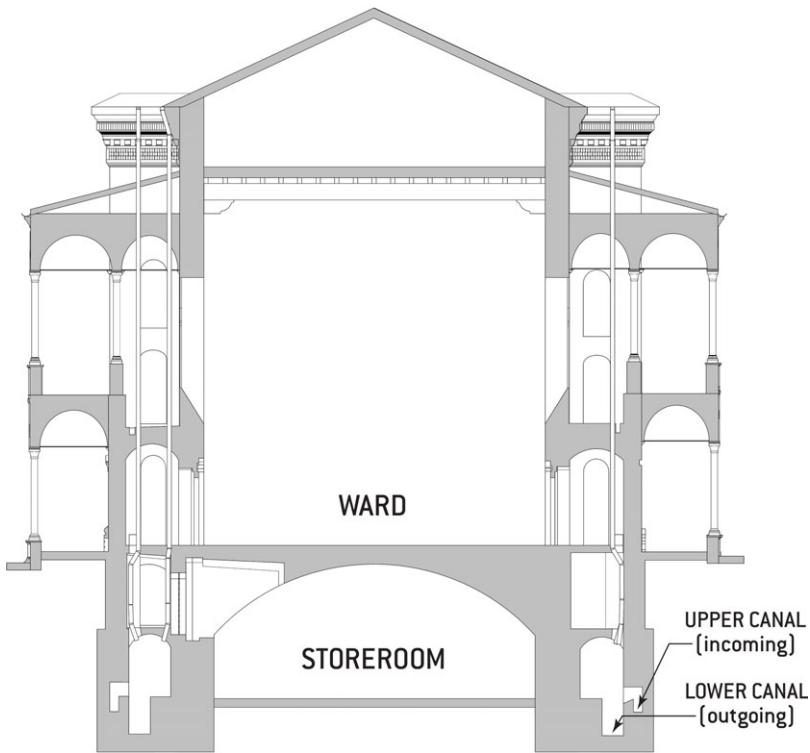 WARD
STOREROOM
UPPER CANAL
(incoming)
LOWER CANAL
(outgoing)